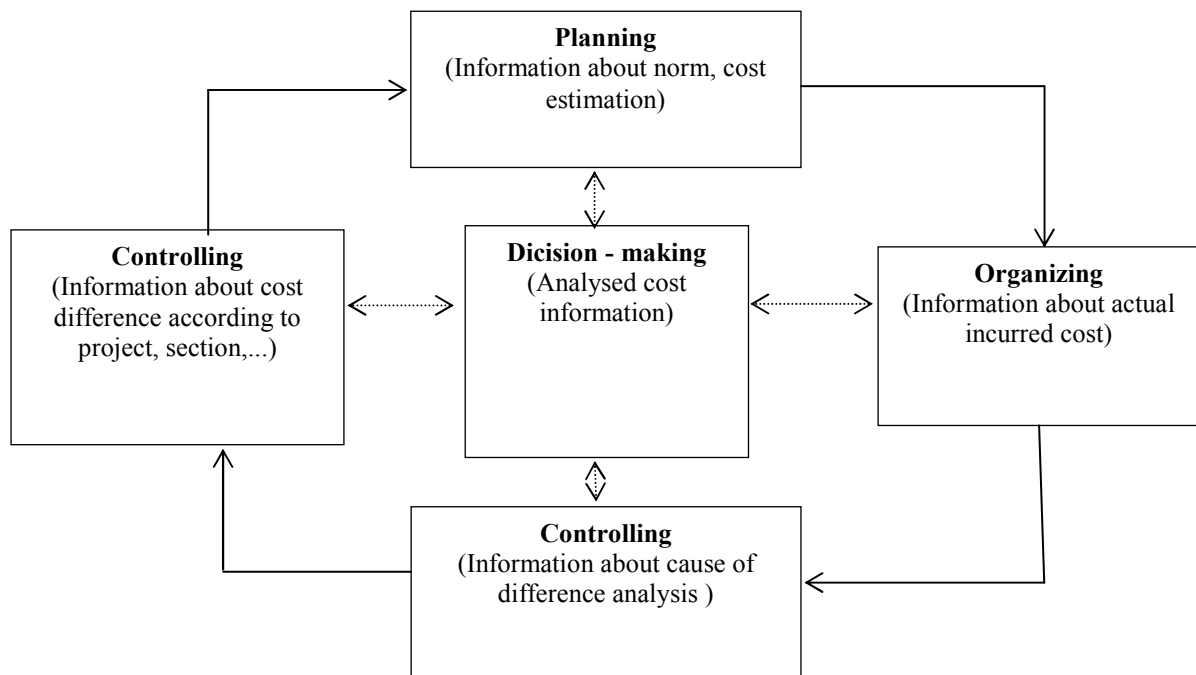 Planning
(Information about norm, cost
estimation)
Controlling
(Information about cost
difference according to
project, section,...)
Dicision - making
(Analysed cost
information)
Organizing
(Information about actual
incurred cost)
Controlling
(Information about cause of
difference analysis )